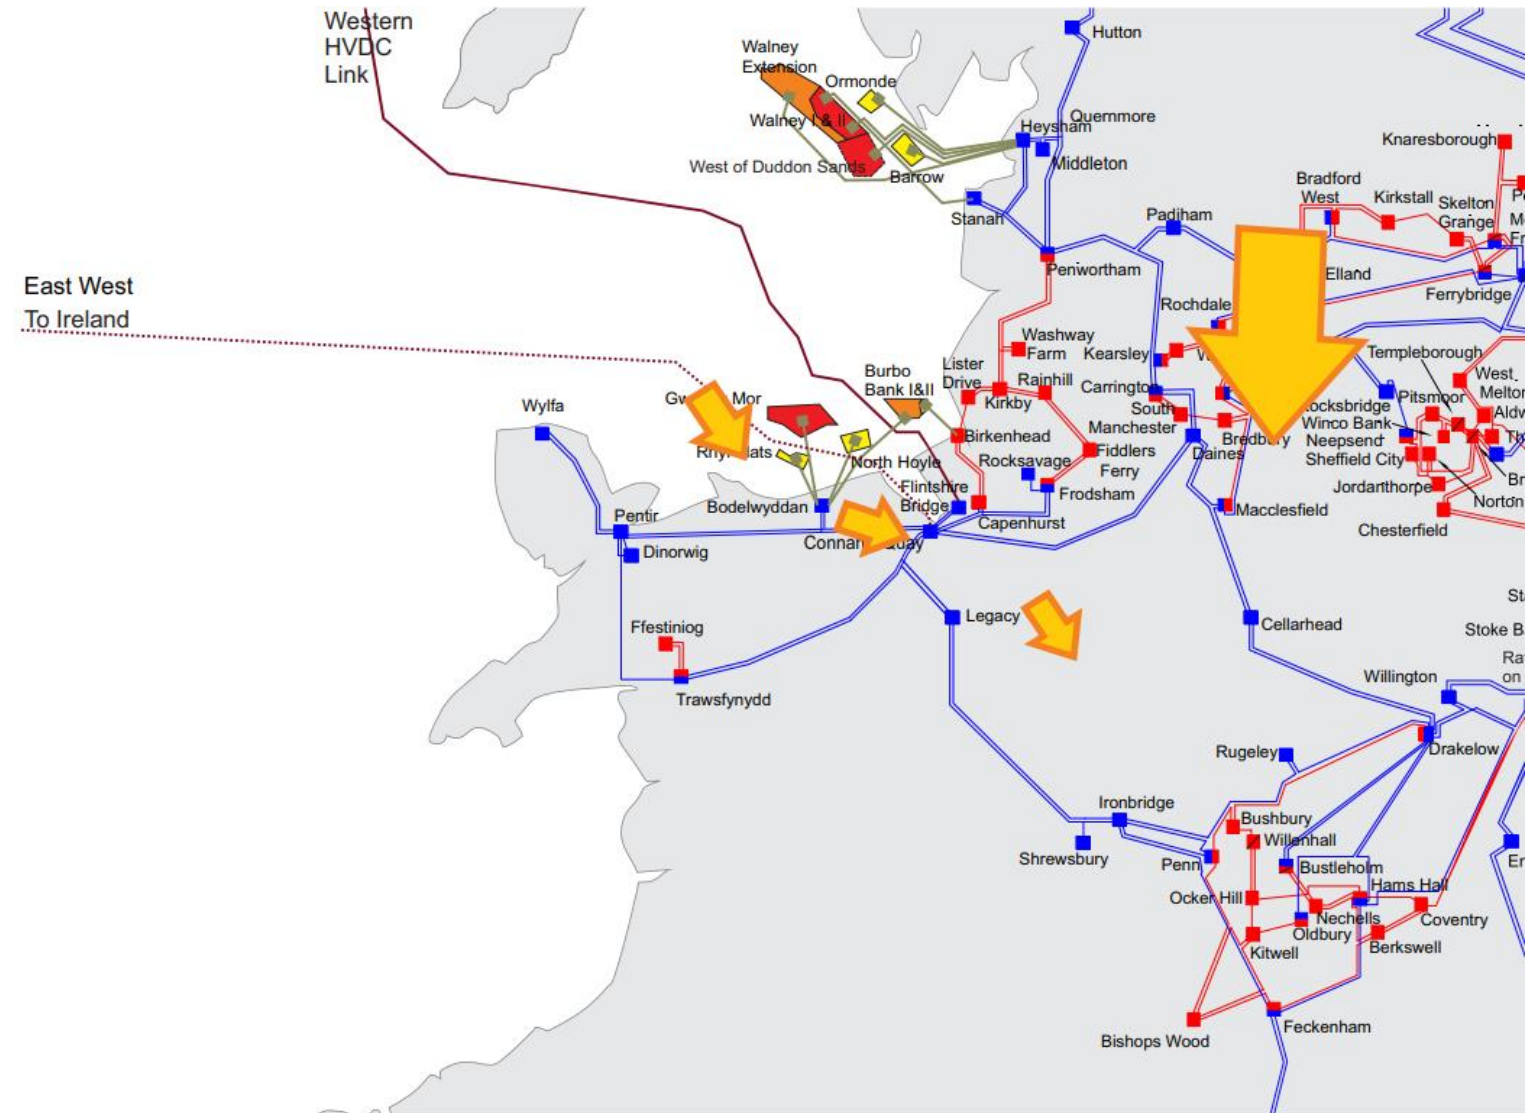 Western
HVDC
Link
Hutton
Walney
Extension
Ormonde
Walney I & II
Quernmore
Heysham
Middleton
West of Duddon Sands
Barrow
Stanah
Knaresborough
Bradford
West
Kirkstall
Skelton
Grange
Padiham
Penwortham
Elland
Ferrybridge
East West
To Ireland
Rochdale
Washway
Farm
Kearsley
Templeborough
Lister
Drive
Rainhill
Kirkby
Carrington
South
Manchester
Burbo
Bank I&II
West
Melton
Pitsmoor
Winco Bank
Neepsend
Sheffield City
Mor
Wylfa
Birkenhead
Fiddlers
Ferry
Daines
Bredbury
Rocksavage
North Hoyle
Flintshire
Bridge
Frodsham
Jordanthorpe
Norton
Bodelwyddan
Capenhurst
Macclesfield
Chesterfield
Pentir
Dinorwig
Quay
Legacy
Cellarhead
Ffestiniog
Trawsfynydd
Willington
on
Rugeley
Drakelow
Ironbridge
Bushbury
Willenhall
Shrewsbury
Penn
Bustleholm
Hams Hall
Ocker Hill
Nechells
Coventry
Oldbury
Kitwell
Berkswell
Bishops Wood
Feckenham